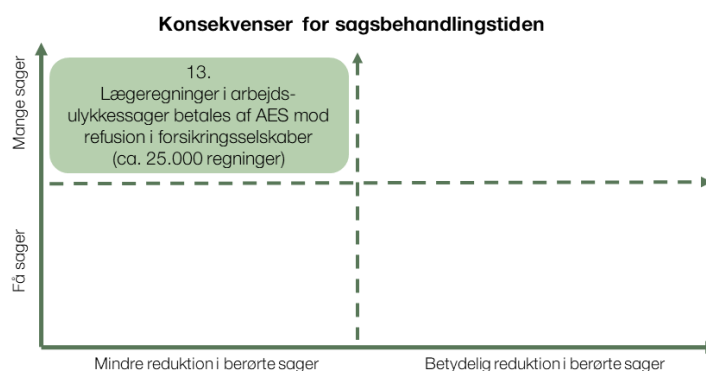 Konsekvenser for sagsbehandlingstiden
Mange sager
13.
Lægeregninger i arbejds-
ulykkessager betales af AES mod
refusion i forsikringsselskaber
(ca. 25.000 regninger)
Få sager
Mindre reduktion i berørte sager
Betydelig reduktion i berørte sager